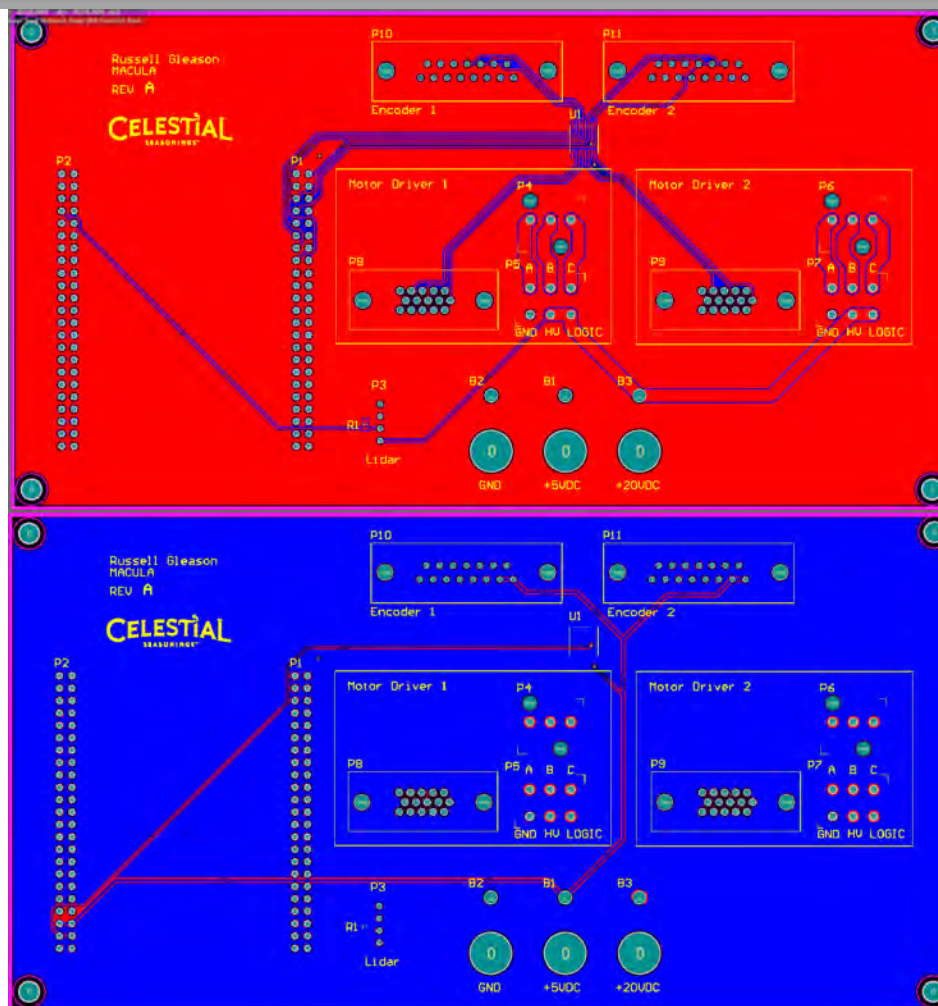 P10
P11
Russell Gleason
MACULA
REV A
Encoder 1
Encoder 2
U1
CELESTIAL
SEASONINGS
P2
P1
Motor Driver 1
P4
Motor Driver 2
P6
P8
P5
A B C
P9
P7
A B C
GND HV LOGIC
GND HV LOGIC
P3
B2
B1
B3
R1
Lidar
0
0
0
GND
+5VDC
+20VDC
P10
P11
Russell Gleason
MACULA
REV A
Encoder 1
Encoder 2
U1
CELESTIAL
SEASONINGS
P2
P1
Motor Driver 1
P4
Motor Driver 2
P6
P8
P5
A B C
P9
P7
A B C
GND HV LOGIC
GND HV LOGIC
P3
B2
B1
B3
R1
Lidar
0
0
0
GND
+5VDC
+20VDC